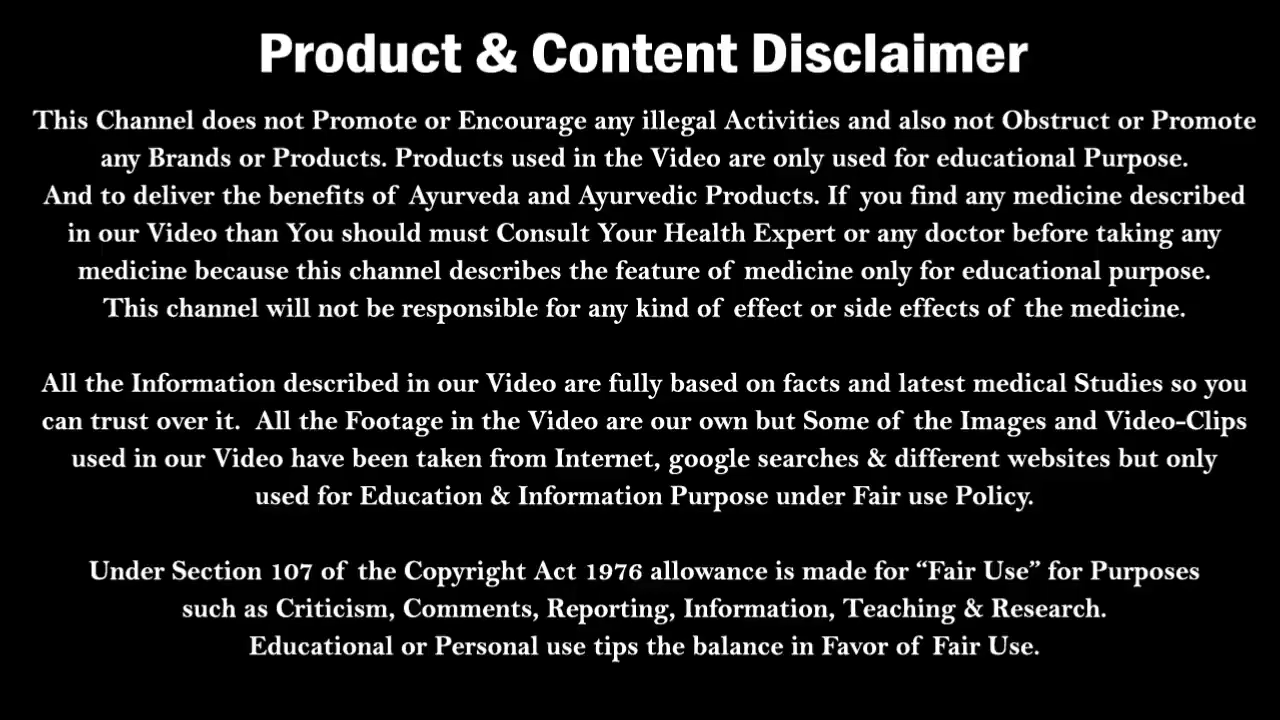 Product & Content Disclaimer
This Channel does not Promote or Encourage any illegal Activities and also not Obstruct or Promote
any Brands or Products. Products used in the Video are only used for educational Purpose.
And to deliver the benefits of Ayurveda and Ayurvedic Products. If you find any medicine described
in our Video than You should must Consult Your Health Expert or any doctor before taking any
medicine because this channel describes the feature of medicine only for educational purpose.
This channel will not be responsible for any kind of effect or side effects of the medicine.
All the Information described in our Video are fully based on facts and latest medical Studies so you
can trust over it. All the Footage in the Video are our own but Some of the Images and Video-Clips
used in our Video have been taken from Internet, google searches & different websites but only
used for Education & Information Purpose under Fair use Policy.
Under Section 107 of the Copyright Act 1976 allowance is made for “Fair Use” for Purposes
such as Criticism, Comments, Reporting, Information, Teaching & Research.
Educational or Personal use tips the balance in Favor of Fair Use.